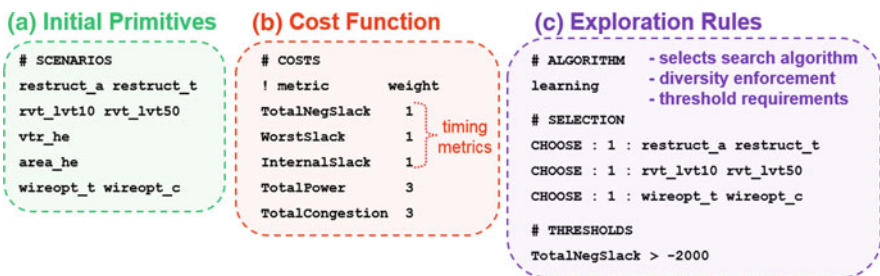 (a) Initial Primitives
# SCENARIOS
restruct_a restruct_t
rvt_lvt10 rvt_lvt50
vtr_he
area_he
wireopt_t wireopt_c
(b) Cost Function
# COSTS
! metric weight
TotalNegSlack 1
WorstSlack 1
InternalSlack 1
TotalPower 3
TotalCongestion 3
timing
metrics
(c) Exploration Rules
# ALGORITHM
learning
- selects search algorithm
- diversity enforcement
- threshold requirements
# SELECTION
CHOOSE : 1 : restruct_a restruct_t
CHOOSE : 1 : rvt_lvt10 rvt_lvt50
CHOOSE : 1 : wireopt_t wireopt_c
# THRESHOLDS
TotalNegSlack > -2000